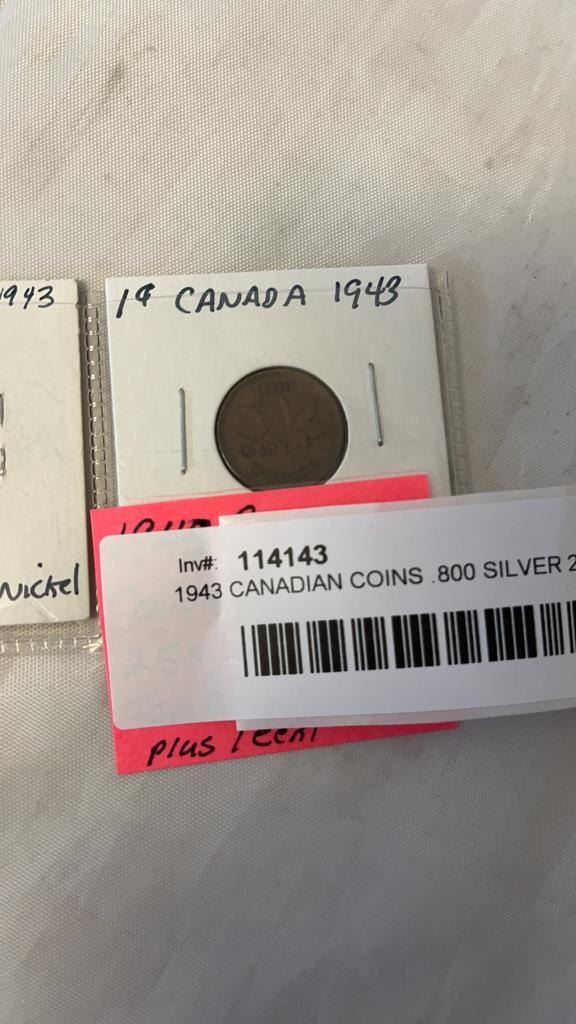 1943
1¢ CANADA 1943
Nickel
Inv#: 114143
1943 CANADIAN COINS .800 SILVER 2
plus 1 cent